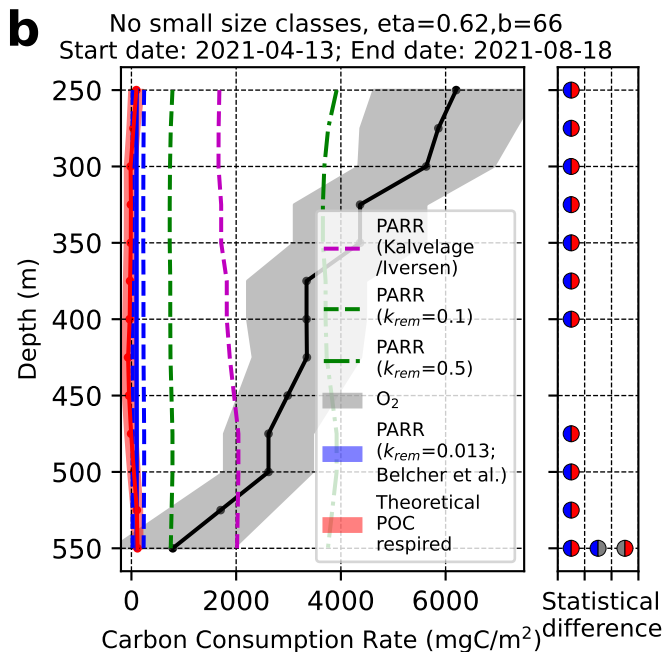 b
No small size classes, eta=0.62,b=66
Start date: 2021-04-13; End date: 2021-08-18
250
300
350
400
450
500
550
Depth (m)
0
2000
4000
6000
Carbon Consumption Rate (mgC/m²)
PARR
(Kalvelage
/Iversen)
PARR
(k_rem=0.1)
PARR
(k_rem=0.5)
O₂
PARR
(k_rem=0.013;
Belcher et al.)
Theoretical
POC
respired
Statistical
difference